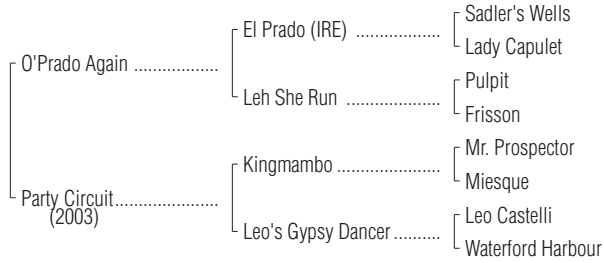 Sadler's Wells
El Prado (IRE) ...................
Lady Capulet
O'Prado Again ...................
Pulpit
Leh She Run .....................
Frisson
Mr. Prospector
Kingmambo .......................
Miesque
Party Circuit.......................
(2003)
Leo Castelli
Leo's Gypsy Dancer ..........
Waterford Harbour